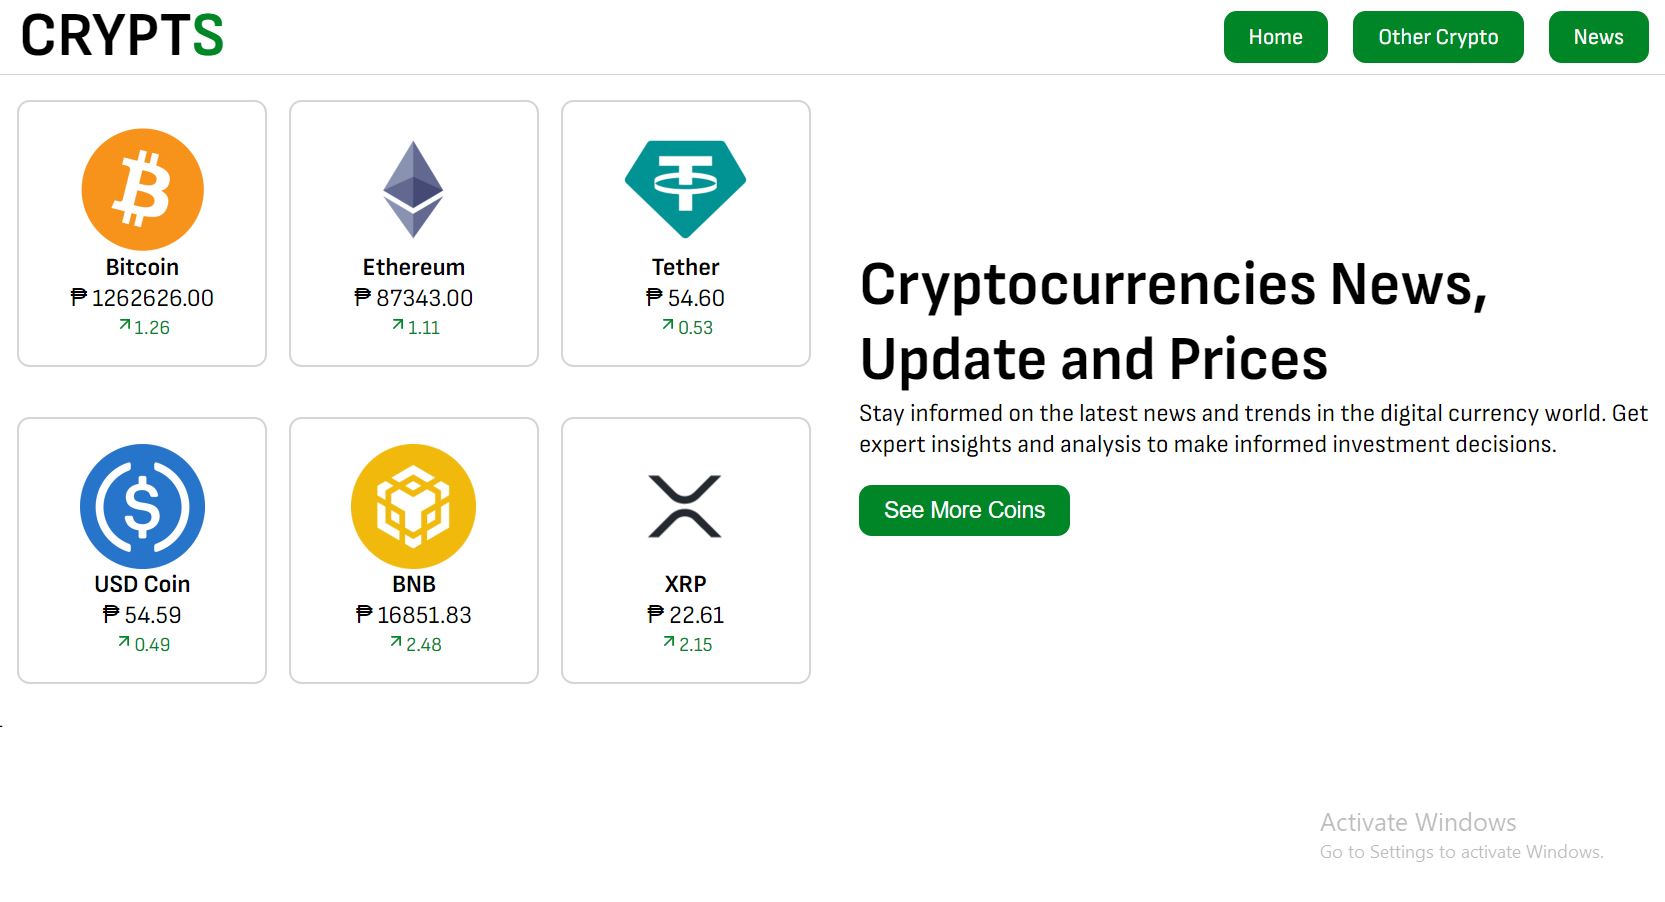 CRYPTS
Home
Other Crypto
News
Bitcoin
₱ 1262626.00
1.26
Ethereum
₱ 87343.00
1.11
Tether
₱ 54.60
0.53
USD Coin
₱ 54.59
0.49
BNB
₱ 16851.83
2.48
XRP
₱ 22.61
2.15
Cryptocurrencies News,
Update and Prices
Stay informed on the latest news and trends in the digital currency world. Get
expert insights and analysis to make informed investment decisions.
See More Coins
Activate Windows
Go to Settings to activate Windows.